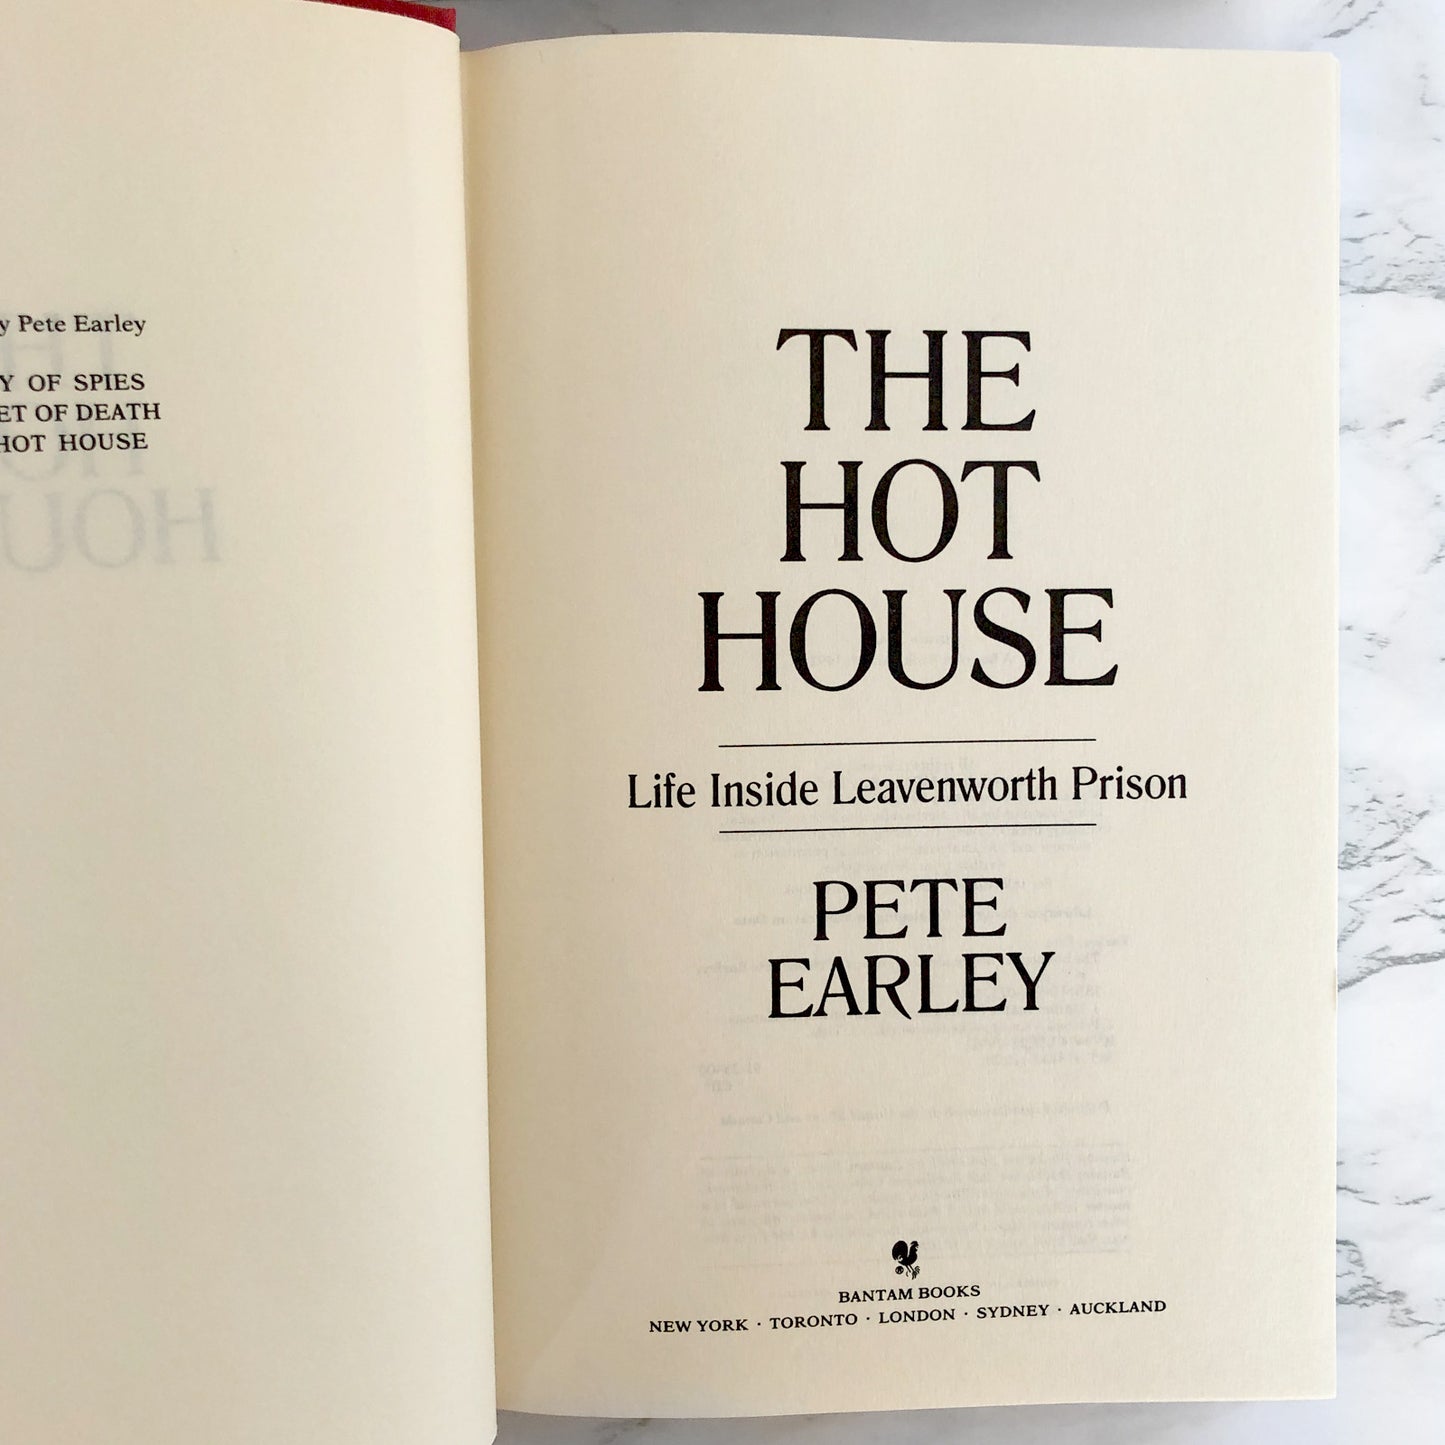 y Pete Earley
Y OF SPIES
ET OF DEATH
HOT HOUSE
THE
HOT
HOUSE
Life Inside Leavenworth Prison
PETE
EARLEY
BANTAM BOOKS
NEW YORK · TORONTO · LONDON · SYDNEY · AUCKLAND